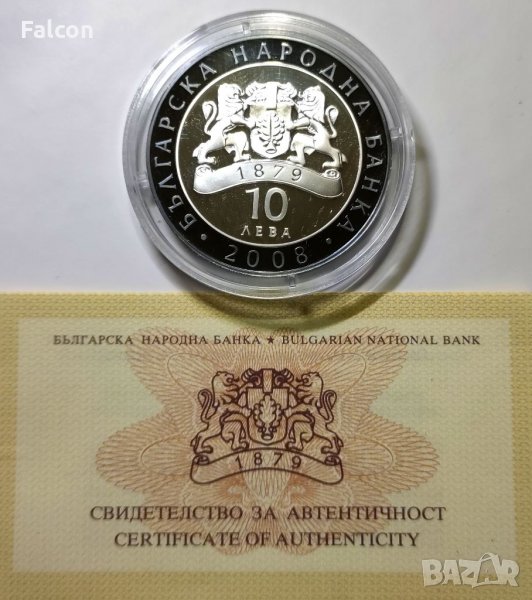 Falcon
БЪЛГАРСКА НАРОДНА БАНКА
1879
10
ЛЕВА
· 2008 ·
БЪЛГАРСКА НАРОДНА БАНКА ★ BULGARIAN NATIONAL BANK
1879
СВИДЕТЕЛСТВО ЗА АВТЕНТИЧНОСТ
CERTIFICATE OF AUTHENTICITY
BAZAR